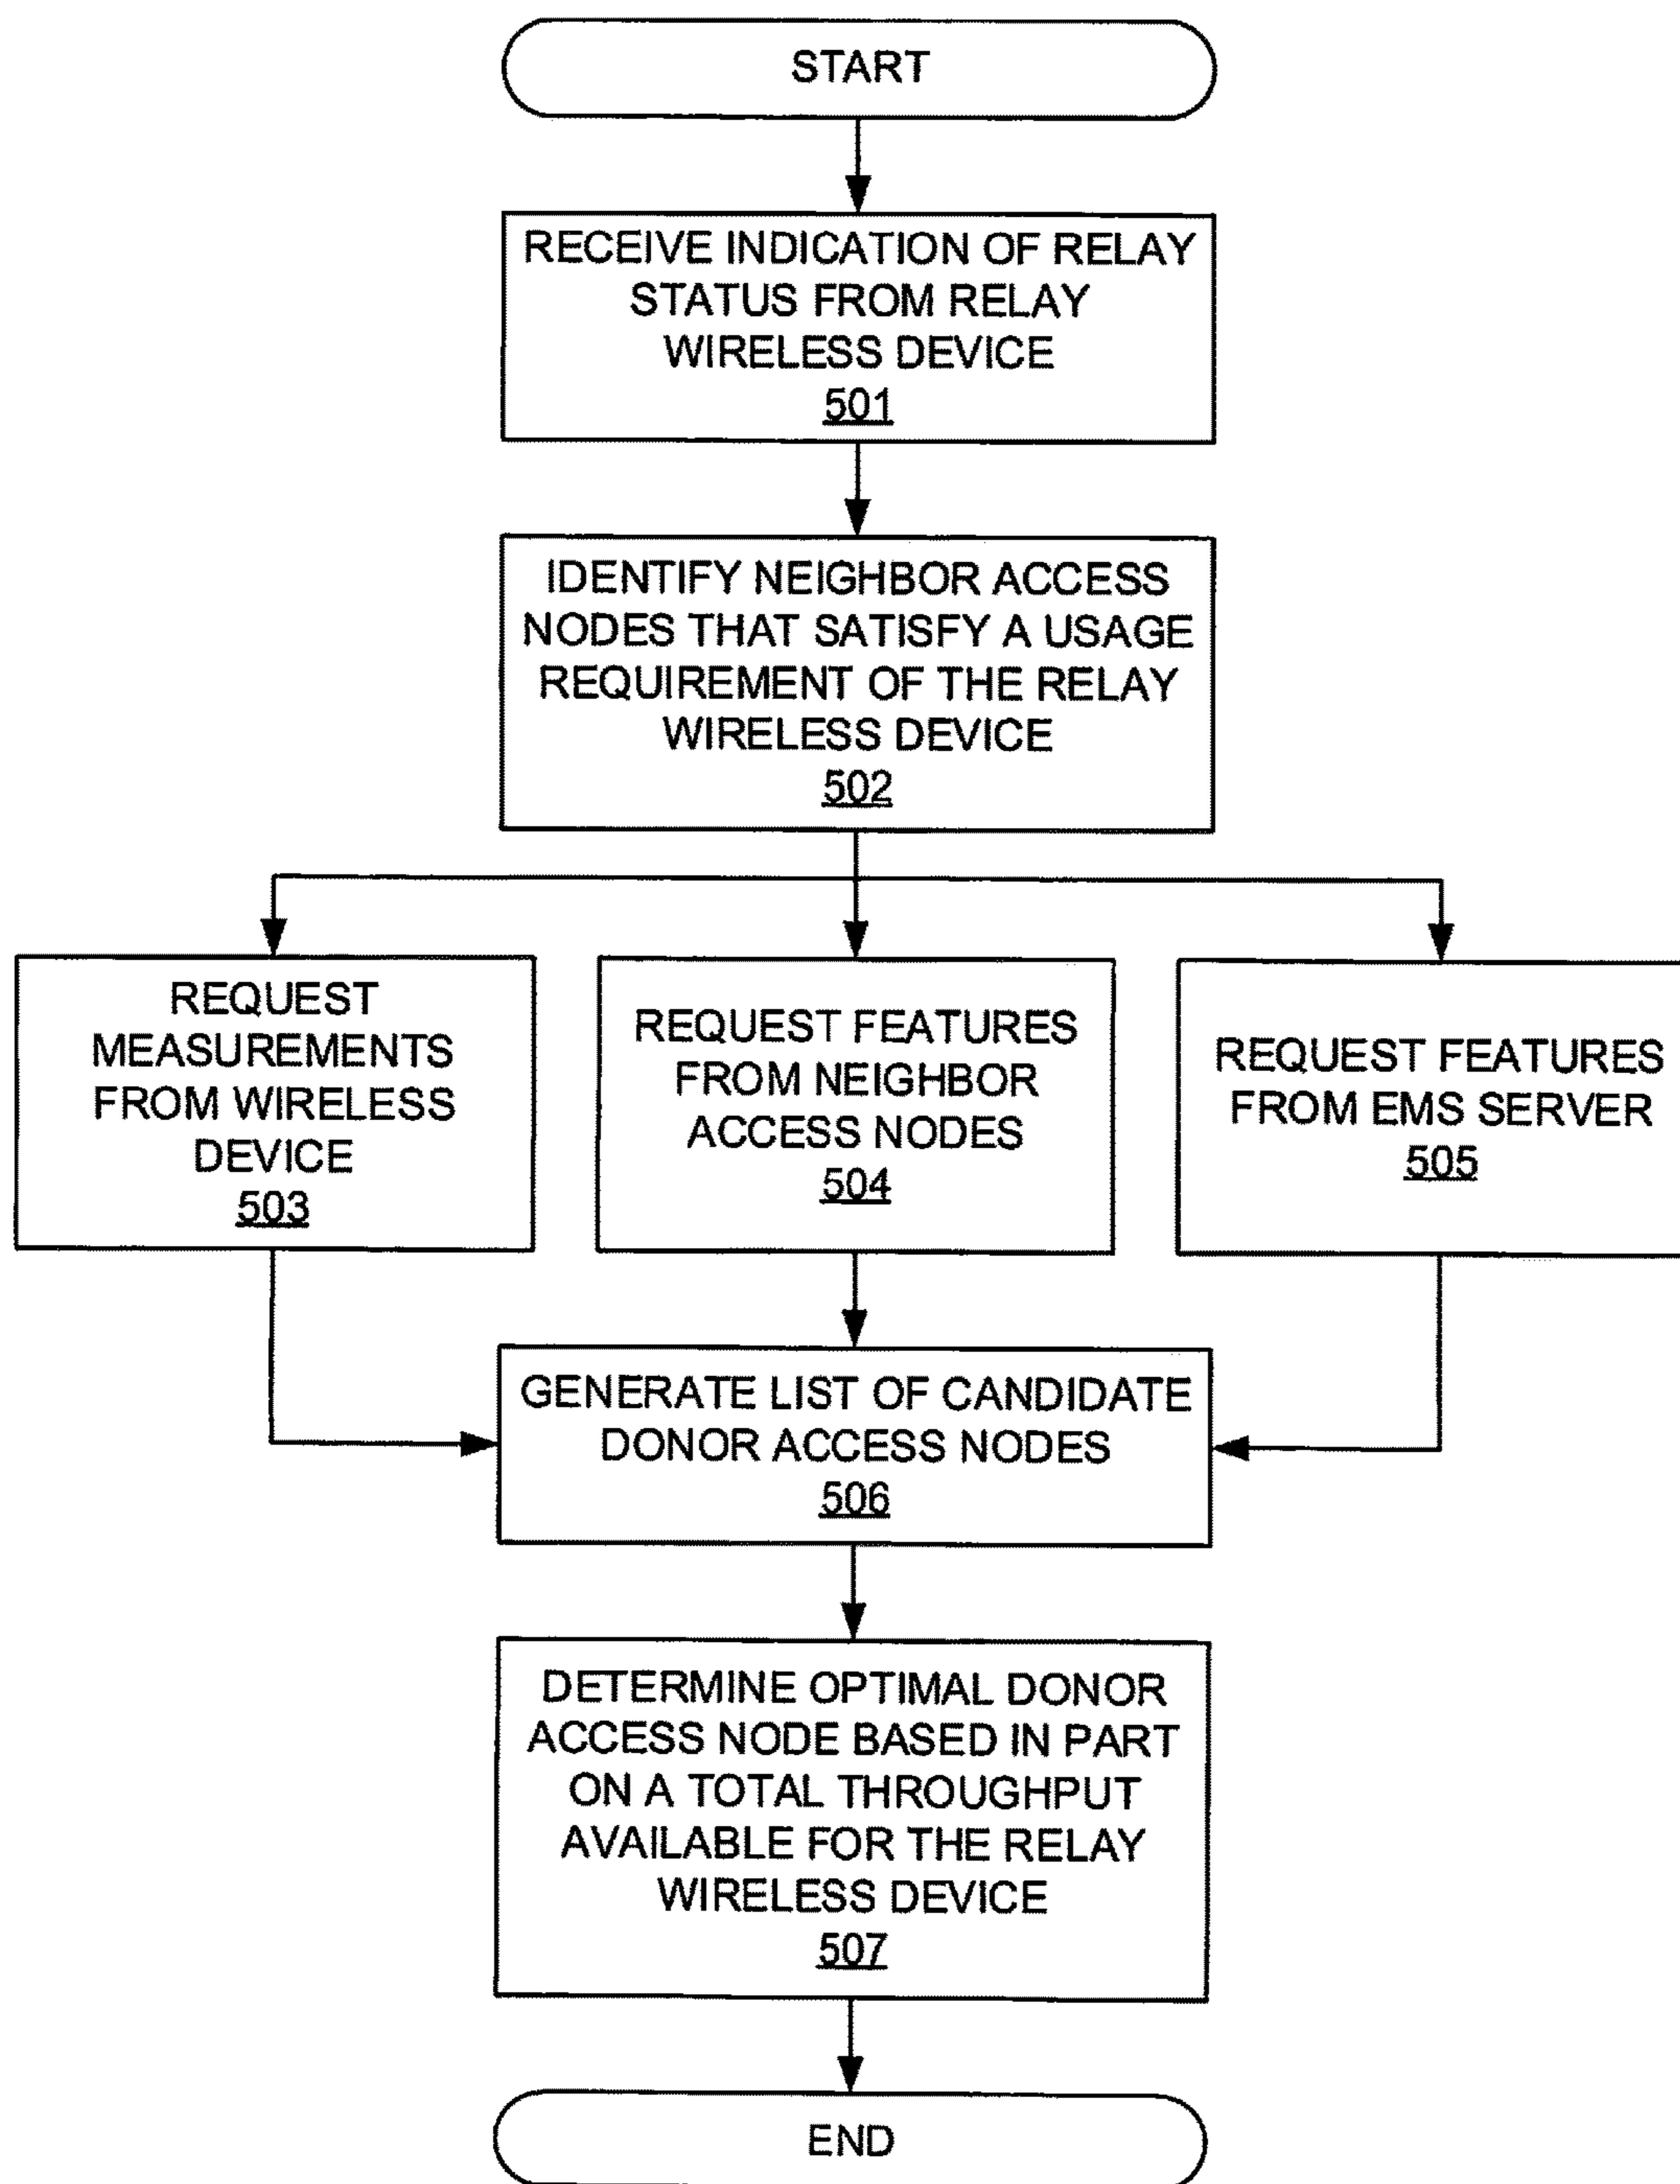 START
RECEIVE INDICATION OF RELAY
STATUS FROM RELAY
WIRELESS DEVICE
501
IDENTIFY NEIGHBOR ACCESS
NODES THAT SATISFY A USAGE
REQUIREMENT OF THE RELAY
WIRELESS DEVICE
502
REQUEST
MEASUREMENTS
FROM WIRELESS
DEVICE
503
REQUEST FEATURES
FROM NEIGHBOR
ACCESS NODES
504
REQUEST FEATURES
FROM EMS SERVER
505
GENERATE LIST OF CANDIDATE
DONOR ACCESS NODES
506
DETERMINE OPTIMAL DONOR
ACCESS NODE BASED IN PART
ON A TOTAL THROUGHPUT
AVAILABLE FOR THE RELAY
WIRELESS DEVICE
507
END